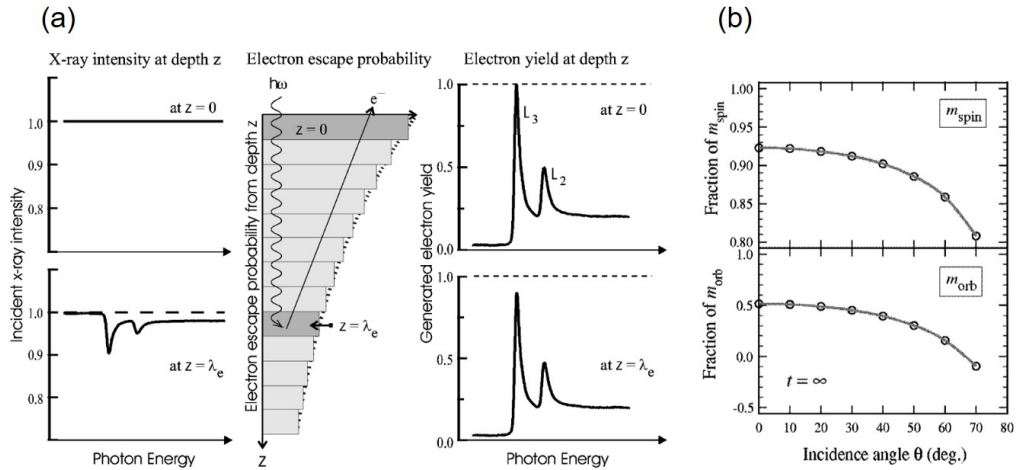 (a)
X-ray intensity at depth z
Incident x-ray intensity
1.0
0.9
0.8
at z = 0
1.0
0.9
0.8
at z = λe
Photon Energy
Electron escape probability
ħω
e−
z = 0
Electron escape probability from depth z
z = λe
z
Electron yield at depth z
Generated electron yield
1.0
0.5
0.0
at z = 0
L3
L2
1.0
0.5
0.0
at z = λe
Photon Energy
(b)
Fraction of mspin
1.00
0.95
0.90
0.85
0.80
mspin
Fraction of morb
1.0
0.5
0.0
-0.5
morb
t = ∞
0 10 20 30 40 50 60 70 80
Incidence angle θ (deg.)